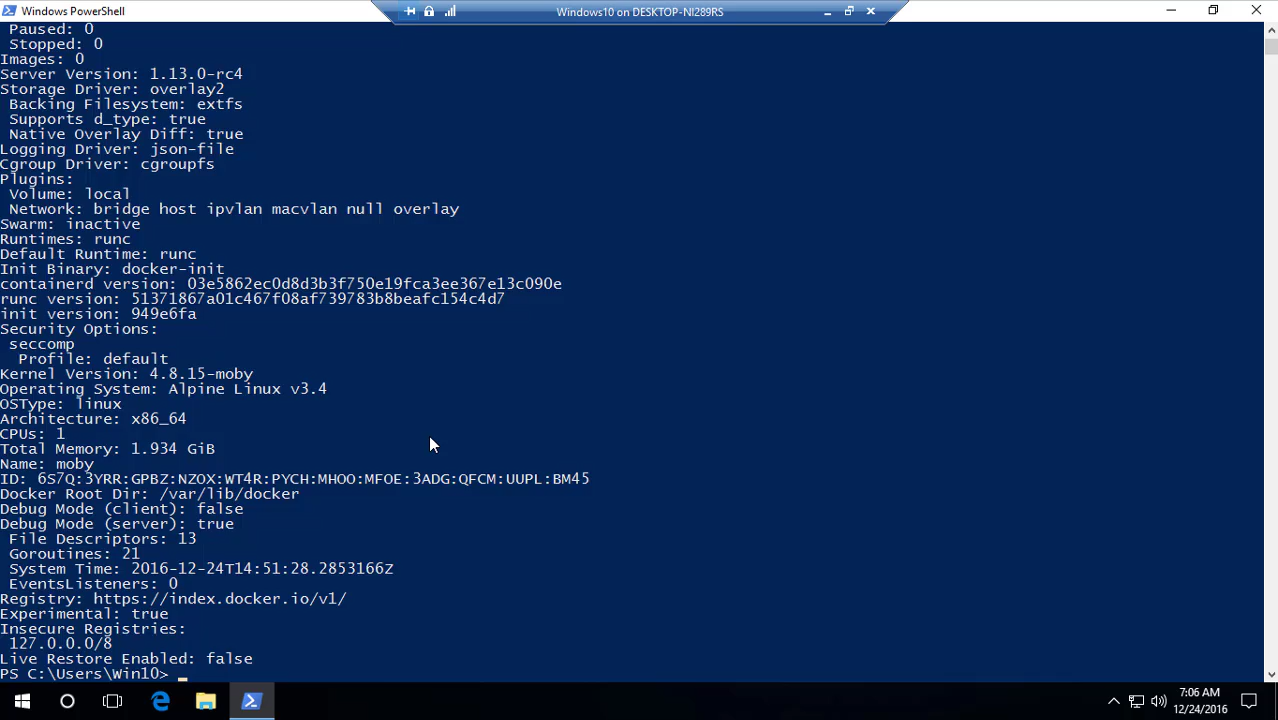 Windows PowerShell
Windows10 on DESKTOP-NI289RS
Paused: 0
Stopped: 0
Images: 0
Server Version: 1.13.0-rc4
Storage Driver: overlay2
Backing Filesystem: extfs
Supports d_type: true
Native Overlay Diff: true
Logging Driver: json-file
Cgroup Driver: cgroupfs
Plugins:
Volume: local
Network: bridge host ipvlan macvlan null overlay
Swarm: inactive
Runtimes: runc
Default Runtime: runc
Init Binary: docker-init
containerd version: 03e5862ec0d8d3b3f750e19fca3ee367e13c090e
runc version: 51371867a01c467f08af739783b8beafc154c4d7
init version: 949e6fa
Security Options:
seccomp
Profile: default
Kernel Version: 4.8.15-moby
Operating System: Alpine Linux v3.4
OSType: linux
Architecture: x86_64
CPUs: 1
Total Memory: 1.934 GiB
Name: moby
ID: 6S7Q:3YRR:GPBZ:NZOX:WT4R:PYCH:MHOO:MFOE:3ADG:QFCM:UUPL:BM45
Docker Root Dir: /var/lib/docker
Debug Mode (client): false
Debug Mode (server): true
File Descriptors: 13
Goroutines: 21
System Time: 2016-12-24T14:51:28.2853166Z
EventsListeners: 0
Registry: https://index.docker.io/v1/
Experimental: true
Insecure Registries:
127.0.0.0/8
Live Restore Enabled: false
PS C:\Users\Win10>
7:06 AM
12/24/2016